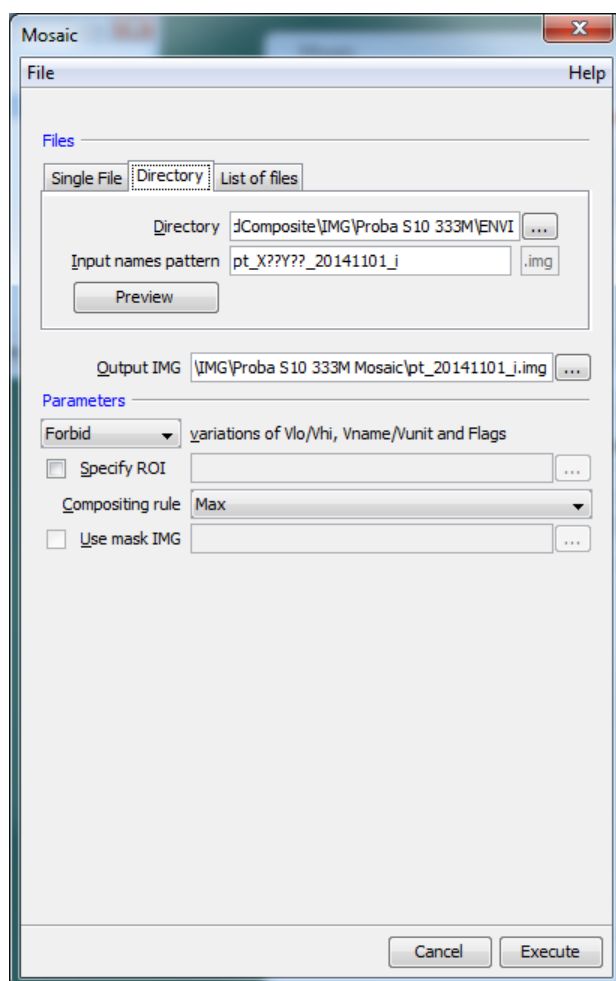 Mosaic
File Help
Files
Single File Directory List of files
Directory dComposite\IMG\Proba S10 333M\ENVI ...
Input names pattern pt_X??Y??_20141101_i .img
Preview
Output IMG \IMG\Proba S10 333M Mosaic\pt_20141101_i.img ...
Parameters
Forbid variations of Vlo/Vhi, Vname/Vunit and Flags
Specify ROI ...
Compositing rule Max
Use mask IMG ...
Cancel Execute